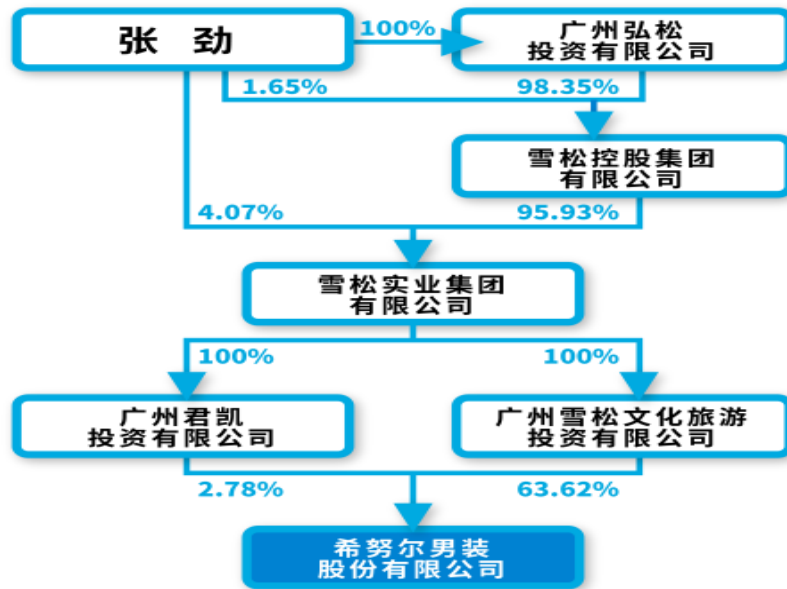 张 劲
100%
广州弘松
投资有限公司
1.65%
98.35%
雪松控股集团
有限公司
4.07%
95.93%
雪松实业集团
有限公司
100%
100%
广州君凯
投资有限公司
广州雪松文化旅游
投资有限公司
2.78%
63.62%
希努尔男装
股份有限公司